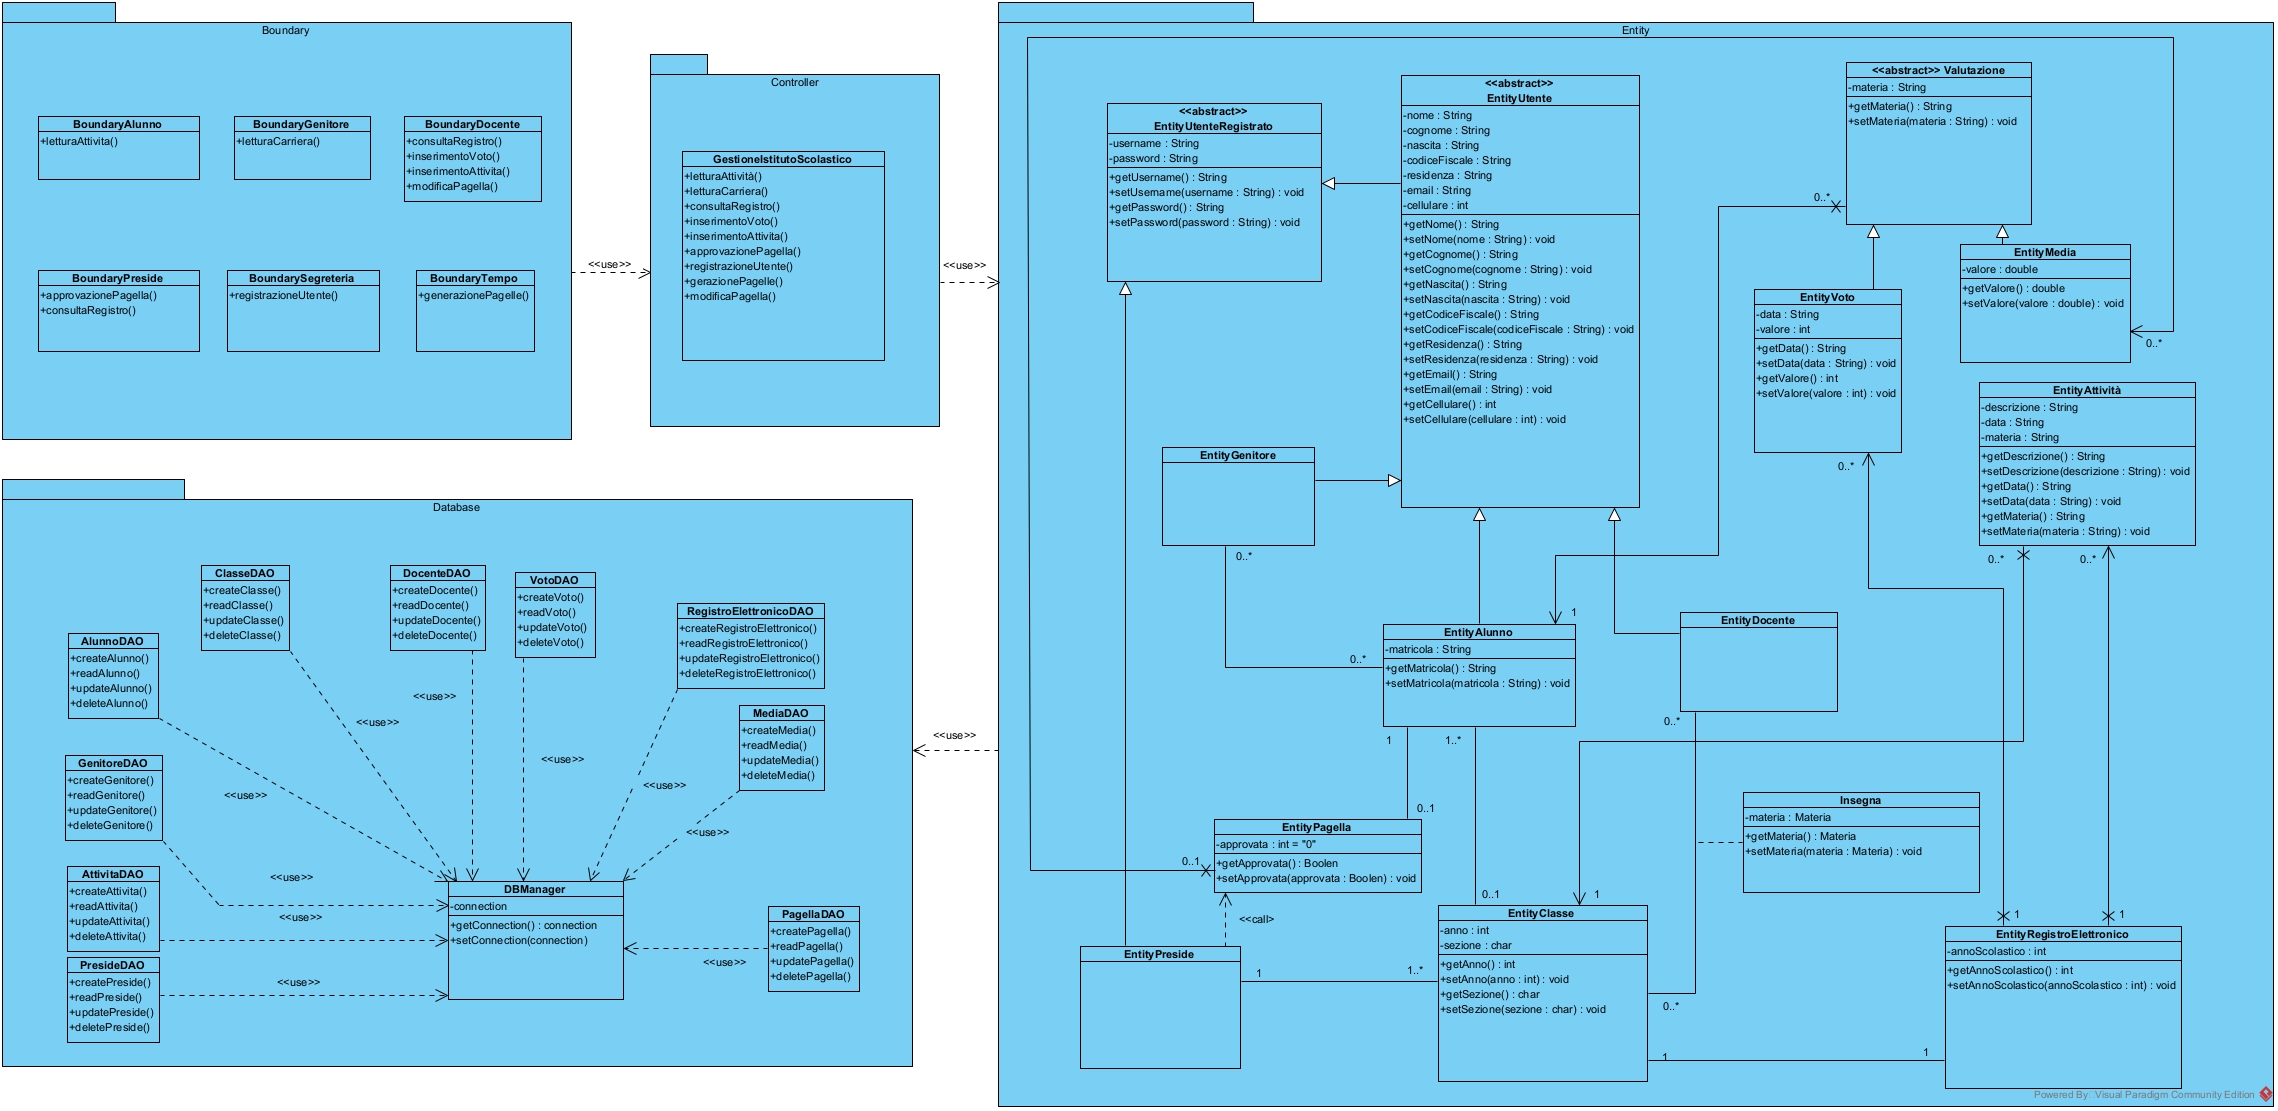 Boundary
BoundaryAlunno
+letturaAttivita()
BoundaryGenitore
+letturaCarriera()
BoundaryDocente
+consultaRegistro()
+inserimentoVoto()
+inserimentoAttivita()
+modificaPagella()
BoundaryPreside
+approvazionePagella()
+consultaRegistro()
BoundarySegreteria
+registrazioneUtente()
BoundaryTempo
+generazionePagelle()
<<use>>
Controller
GestioneIstitutoScolastico
+letturaAttività()
+letturaCarriera()
+consultaRegistro()
+inserimentoVoto()
+inserimentoAttivita()
+approvazionePagella()
+registrazioneUtente()
+gerazionePagelle()
+modificaPagella()
<<use>>
Entity
<<abstract>>
EntityUtenteRegistrato
-username : String
-password : String
+getUsername() : String
+setUsername(username : String) : void
+getPassword() : String
+setPassword(password : String) : void
<<abstract>>
EntityUtente
-nome : String
-cognome : String
-nascita : String
-codiceFiscale : String
-residenza : String
-email : String
-cellulare : int
+getNome() : String
+setNome(nome : String) : void
+getCognome() : String
+setCognome(cognome : String) : void
+getNascita() : String
+setNascita(nascita : String) : void
+getCodiceFiscale() : String
+setCodiceFiscale(codiceFiscale : String) : void
+getResidenza() : String
+setResidenza(residenza : String) : void
+getEmail() : String
+setEmail(email : String) : void
+getCellulare() : int
+setCellulare(cellulare : int) : void
<<abstract>> Valutazione
-materia : String
+getMateria() : String
+setMateria(materia : String) : void
0..*
EntityMedia
-valore : double
+getValore() : double
+setValore(valore : double) : void
0..*
EntityVoto
-data : String
-valore : int
+getData() : String
+setData(data : String) : void
+getValore() : int
+setValore(valore : int) : void
0..*
EntityAttività
-descrizione : String
-data : String
-materia : String
+getDescrizione() : String
+setDescrizione(descrizione : String) : void
+getData() : String
+setData(data : String) : void
+getMateria() : String
+setMateria(materia : String) : void
0..*
0..*
EntityGenitore
0..*
0..*
1
EntityAlunno
-matricola : String
+getMatricola() : String
+setMatricola(matricola : String) : void
1
1..*
EntityDocente
0..*
Insegna
-materia : Materia
+getMateria() : Materia
+setMateria(materia : Materia) : void
0..1
EntityPagella
-approvata : int = "0"
+getApprovata() : Boolen
+setApprovata(approvata : Boolen) : void
0..1
<<call>
0..1
1
EntityClasse
-anno : int
-sezione : char
+getAnno() : int
+setAnno(anno : int) : void
+getSezione() : char
+setSezione(sezione : char) : void
EntityPreside
1
1..*
0..*
1
1
1
1
EntityRegistroElettronico
-annoScolastico : int
+getAnnoScolastico() : int
+setAnnoScolastico(annoScolastico : int) : void
<<use>>
Database
ClasseDAO
+createClasse()
+readClasse()
+updateClasse()
+deleteClasse()
DocenteDAO
+createDocente()
+readDocente()
+updateDocente()
+deleteDocente()
VotoDAO
+createVoto()
+readVoto()
+updateVoto()
+deleteVoto()
RegistroElettronicoDAO
+createRegistroElettronico()
+readRegistroElettronico()
+updateRegistroElettronico()
+deleteRegistroElettronico()
AlunnoDAO
+createAlunno()
+readAlunno()
+updateAlunno()
+deleteAlunno()
MediaDAO
+createMedia()
+readMedia()
+updateMedia()
+deleteMedia()
GenitoreDAO
+createGenitore()
+readGenitore()
+updateGenitore()
+deleteGenitore()
AttivitaDAO
+createAttivita()
+readAttivita()
+updateAttivita()
+deleteAttivita()
PresideDAO
+createPreside()
+readPreside()
+updatePreside()
+deletePreside()
DBManager
-connection
+getConnection() : connection
+setConnection(connection)
PagellaDAO
+createPagella()
+readPagella()
+updatePagella()
+deletePagella()
<<use>>
<<use>>
<<use>>
<<use>>
<<use>>
<<use>>
<<use>>
<<use>>
<<use>>
<<use>>
Powered By: Visual Paradigm Community Edition